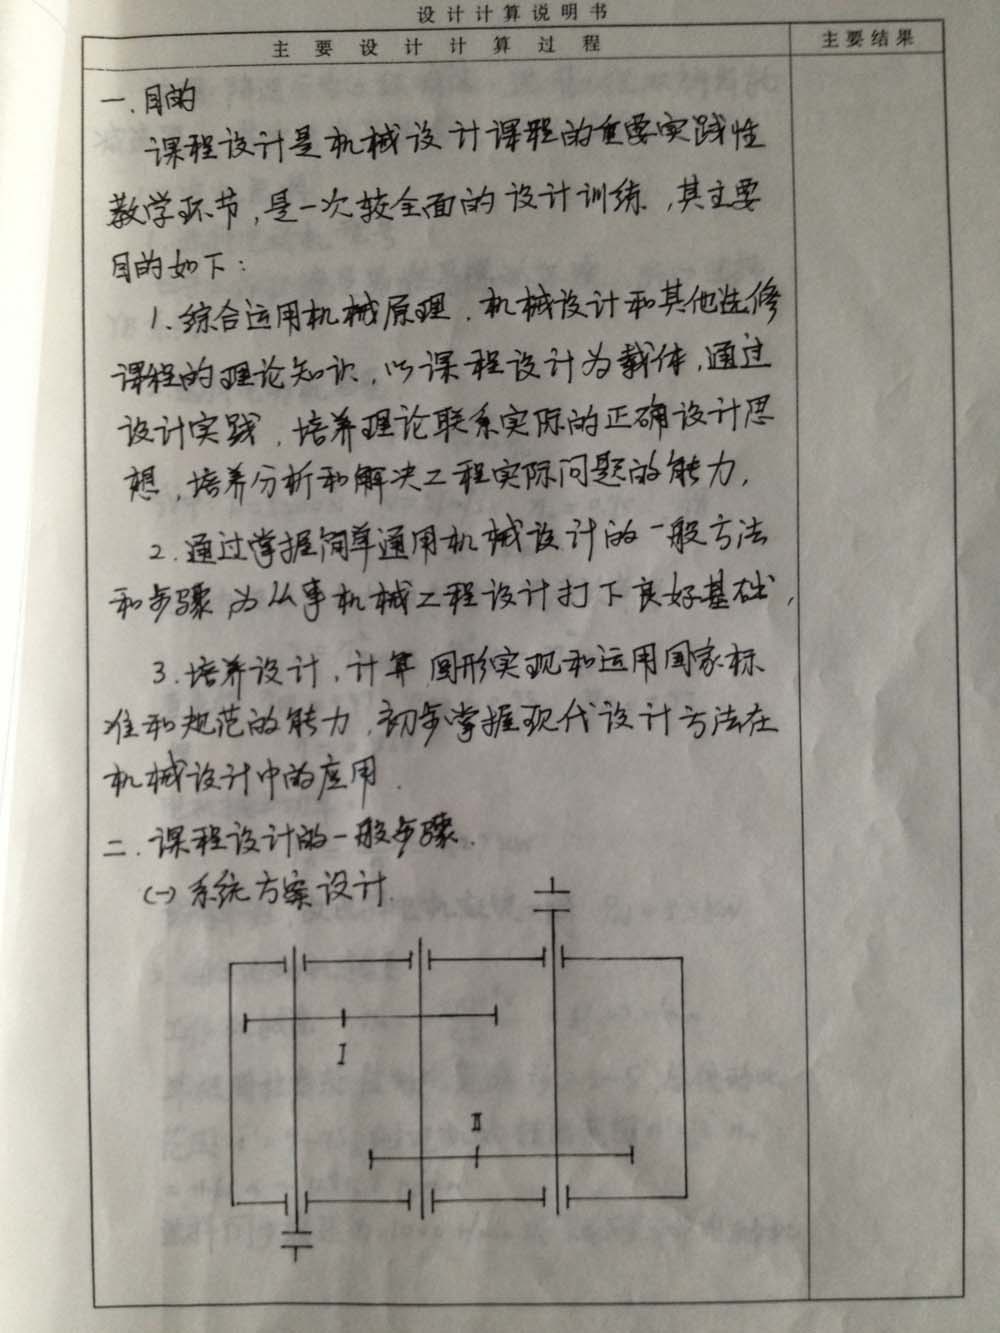 设计计算说明书
主要设计计算过程
主要结果
一.目的
课程设计是机械设计课程的重要实践性
教学环节,是一次较全面的设计训练,其主要
目的如下:
1.综合运用机械原理.机械设计和其他选修
课程的理论知识,以课程设计为载体,通过
设计实践,培养理论联系实际的正确设计思
想,培养分析和解决工程实际问题的能力,
2.通过掌握简单通用机械设计的一般方法
和步骤,为从事机械工程设计打下良好基础,
3.培养设计,计算,图形实现和运用国家标
准和规范的能力,初步掌握现代设计方法在
机械设计中的应用.
二.课程设计的一般步骤.
(一)系统方案设计.
I
II